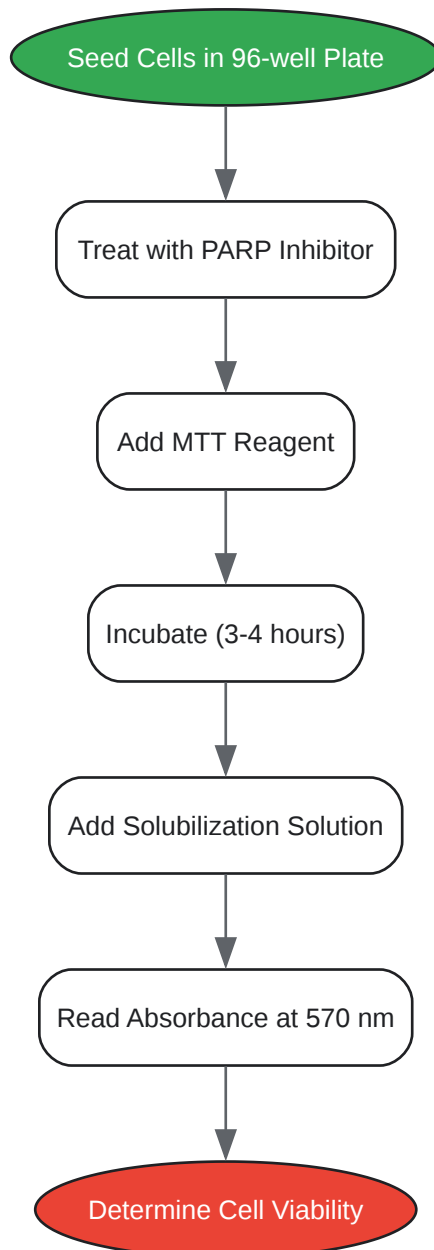 Seed Cells in 96-well Plate
Treat with PARP Inhibitor
Add MTT Reagent
Incubate (3-4 hours)
Add Solubilization Solution
Read Absorbance at 570 nm
Determine Cell Viability